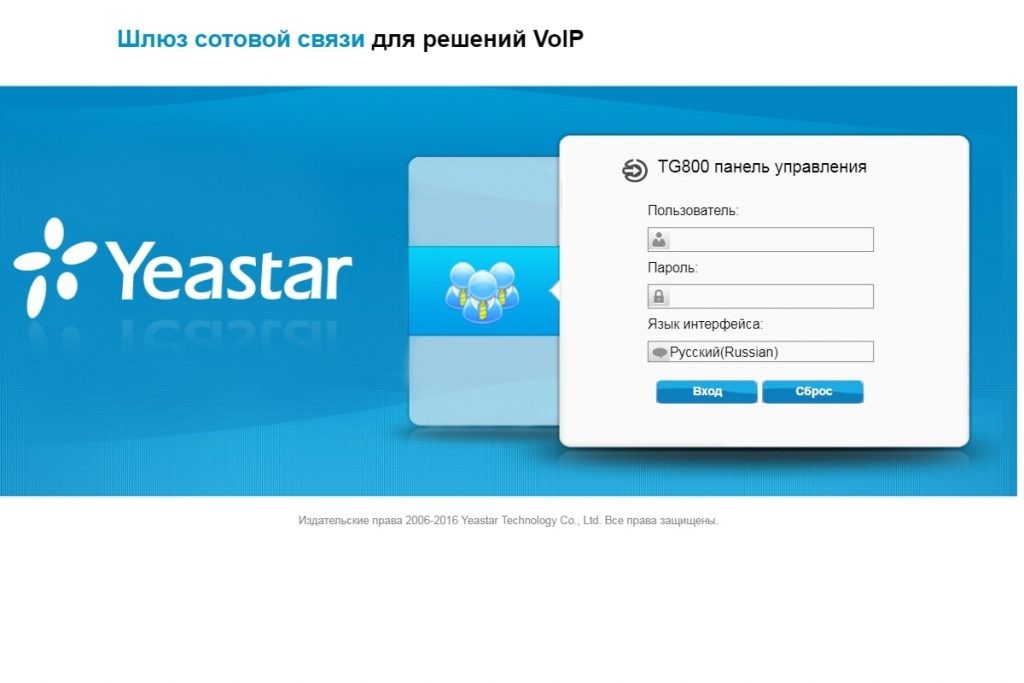 Шлюз сотовой связи для решений VoIP
Yeastar
TG800 панель управления
Пользователь:
Пароль:
Язык интерфейса:
Русский(Russian)
Вход Сброс
Издательские права 2006-2016 Yeastar Technology Co., Ltd. Все права защищены.